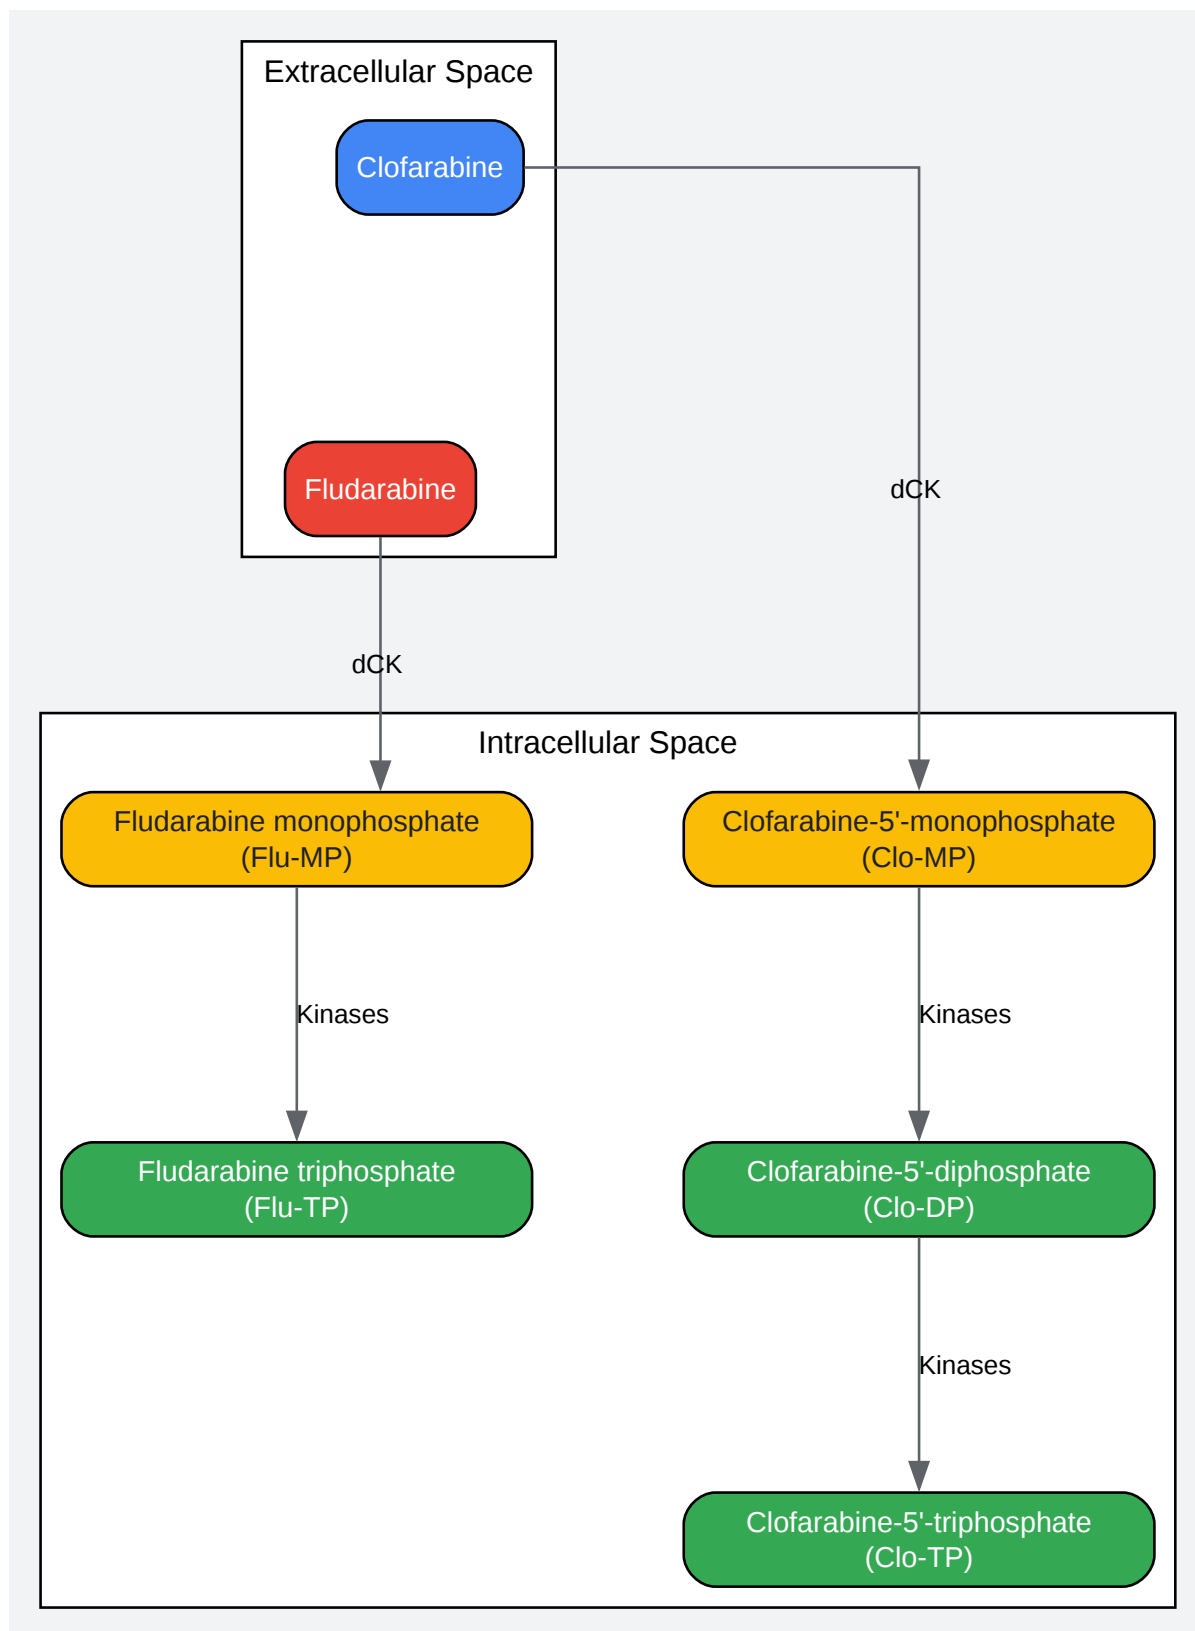 Extracellular Space
Clofarabine
Fludarabine
dCK
dCK
Intracellular Space
Fludarabine monophosphate
(Flu-MP)
Clofarabine-5'-monophosphate
(Clo-MP)
Kinases
Kinases
Fludarabine triphosphate
(Flu-TP)
Clofarabine-5'-diphosphate
(Clo-DP)
Kinases
Clofarabine-5'-triphosphate
(Clo-TP)